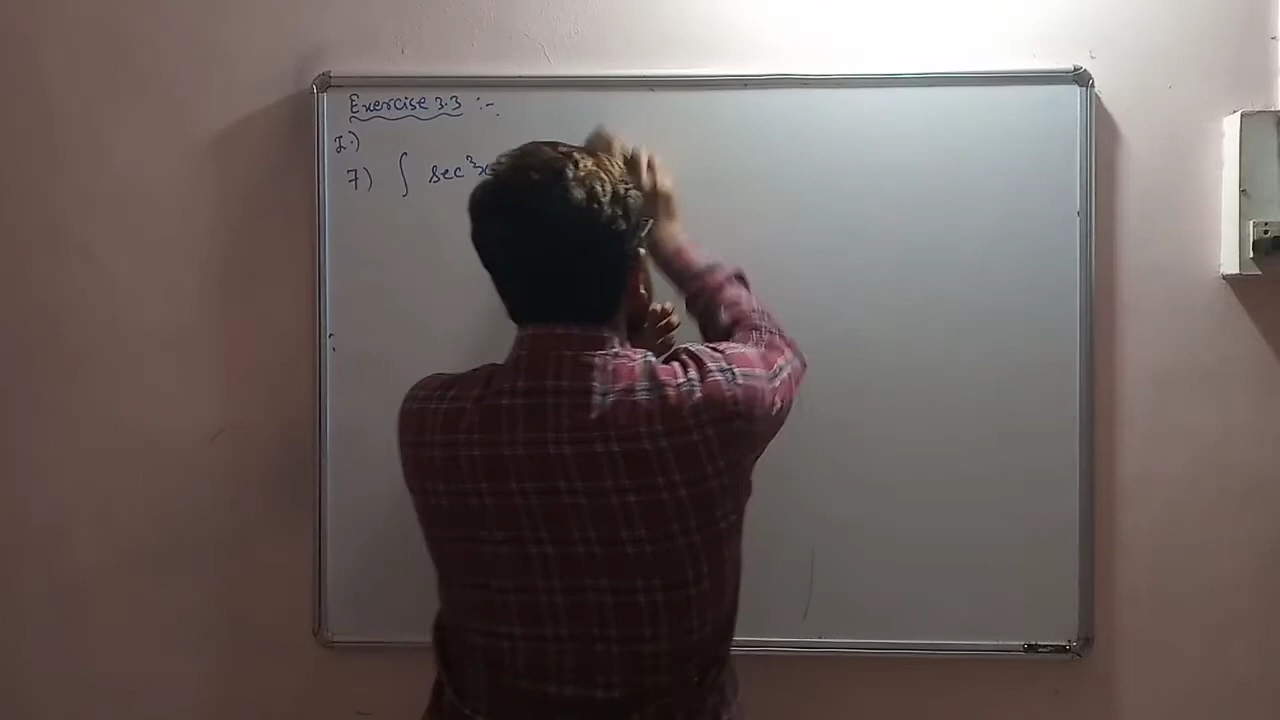 Exercise 3.3 :-
I.)
7) ∫ sec³x